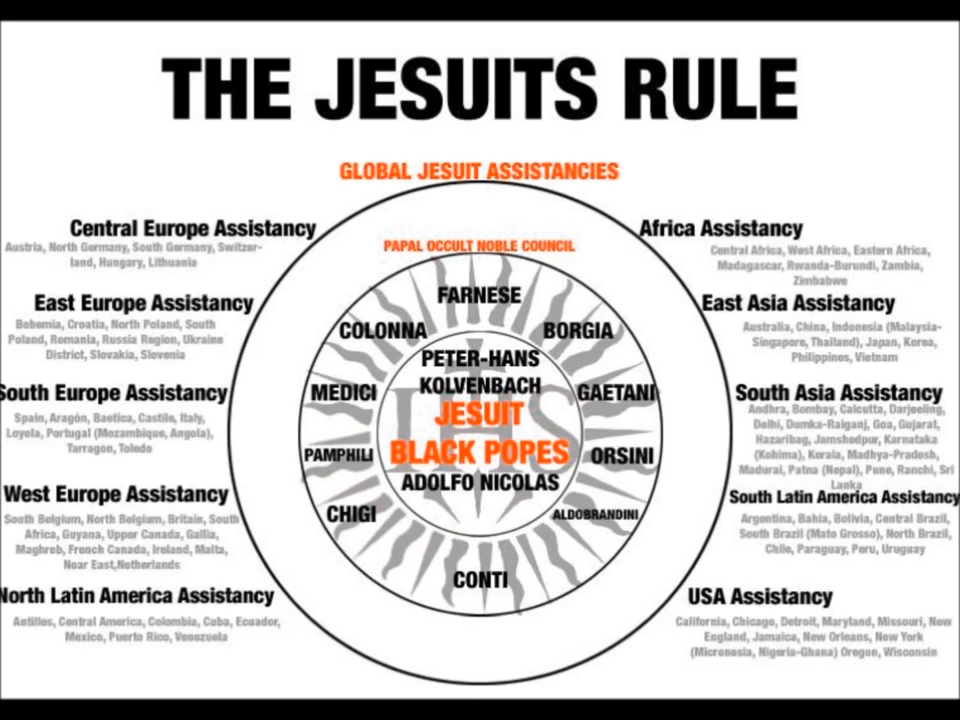 THE JESUITS RULE
GLOBAL JESUIT ASSISTANCIES
Central Europe Assistancy
Austria, North Germany, South Germany, Switzer-
land, Hungary, Lithuania
East Europe Assistancy
Bohemia, Croatia, North Poland, South
Poland, Romania, Russia Region, Ukraine
District, Slovakia, Slovenia
South Europe Assistancy
Spain, Aragón, Baetica, Castile, Italy,
Loyola, Portugal (Mozambique, Angola),
Tarragon, Toledo
West Europe Assistancy
South Belgium, North Belgium, Britain, South
Africa, Guyana, Upper Canada, Gallia,
Maghreb, French Canada, Ireland, Malta,
Near East,Netherlands
North Latin America Assistancy
Antilles, Central America, Colombia, Cuba, Ecuador,
Mexico, Puerto Rico, Venezuela
PAPAL OCCULT NOBLE COUNCIL
FARNESE
COLONNA
BORGIA
MEDICI
GAETANI
PAMPHILI
ORSINI
CHIGI
ALDOBRANDINI
CONTI
PETER-HANS
KOLVENBACH
IHS
JESUIT
BLACK POPES
ADOLFO NICOLAS
Africa Assistancy
Central Africa, West Africa, Eastern Africa,
Madagascar, Rwanda-Burundi, Zambia,
Zimbabwe
East Asia Assistancy
Australia, China, Indonesia (Malaysia-
Singapore, Thailand), Japan, Korea,
Philippines, Vietnam
South Asia Assistancy
Andhra, Bombay, Calcutta, Darjeeling,
Delhi, Dumka-Raiganj, Goa, Gujarat,
Hazaribag, Jamshedpur, Karnataka
(Kohima), Kerala, Madhya-Pradesh,
Madurai, Patna (Nepal), Pune, Ranchi, Sri
Lanka
South Latin America Assistancy
Argentina, Bahia, Bolivia, Central Brazil,
South Brazil (Mato Grosso), North Brazil,
Chile, Paraguay, Peru, Uruguay
USA Assistancy
California, Chicago, Detroit, Maryland, Missouri, New
England, Jamaica, New Orleans, New York
(Micronesia, Nigeria-Ghana) Oregon, Wisconsin